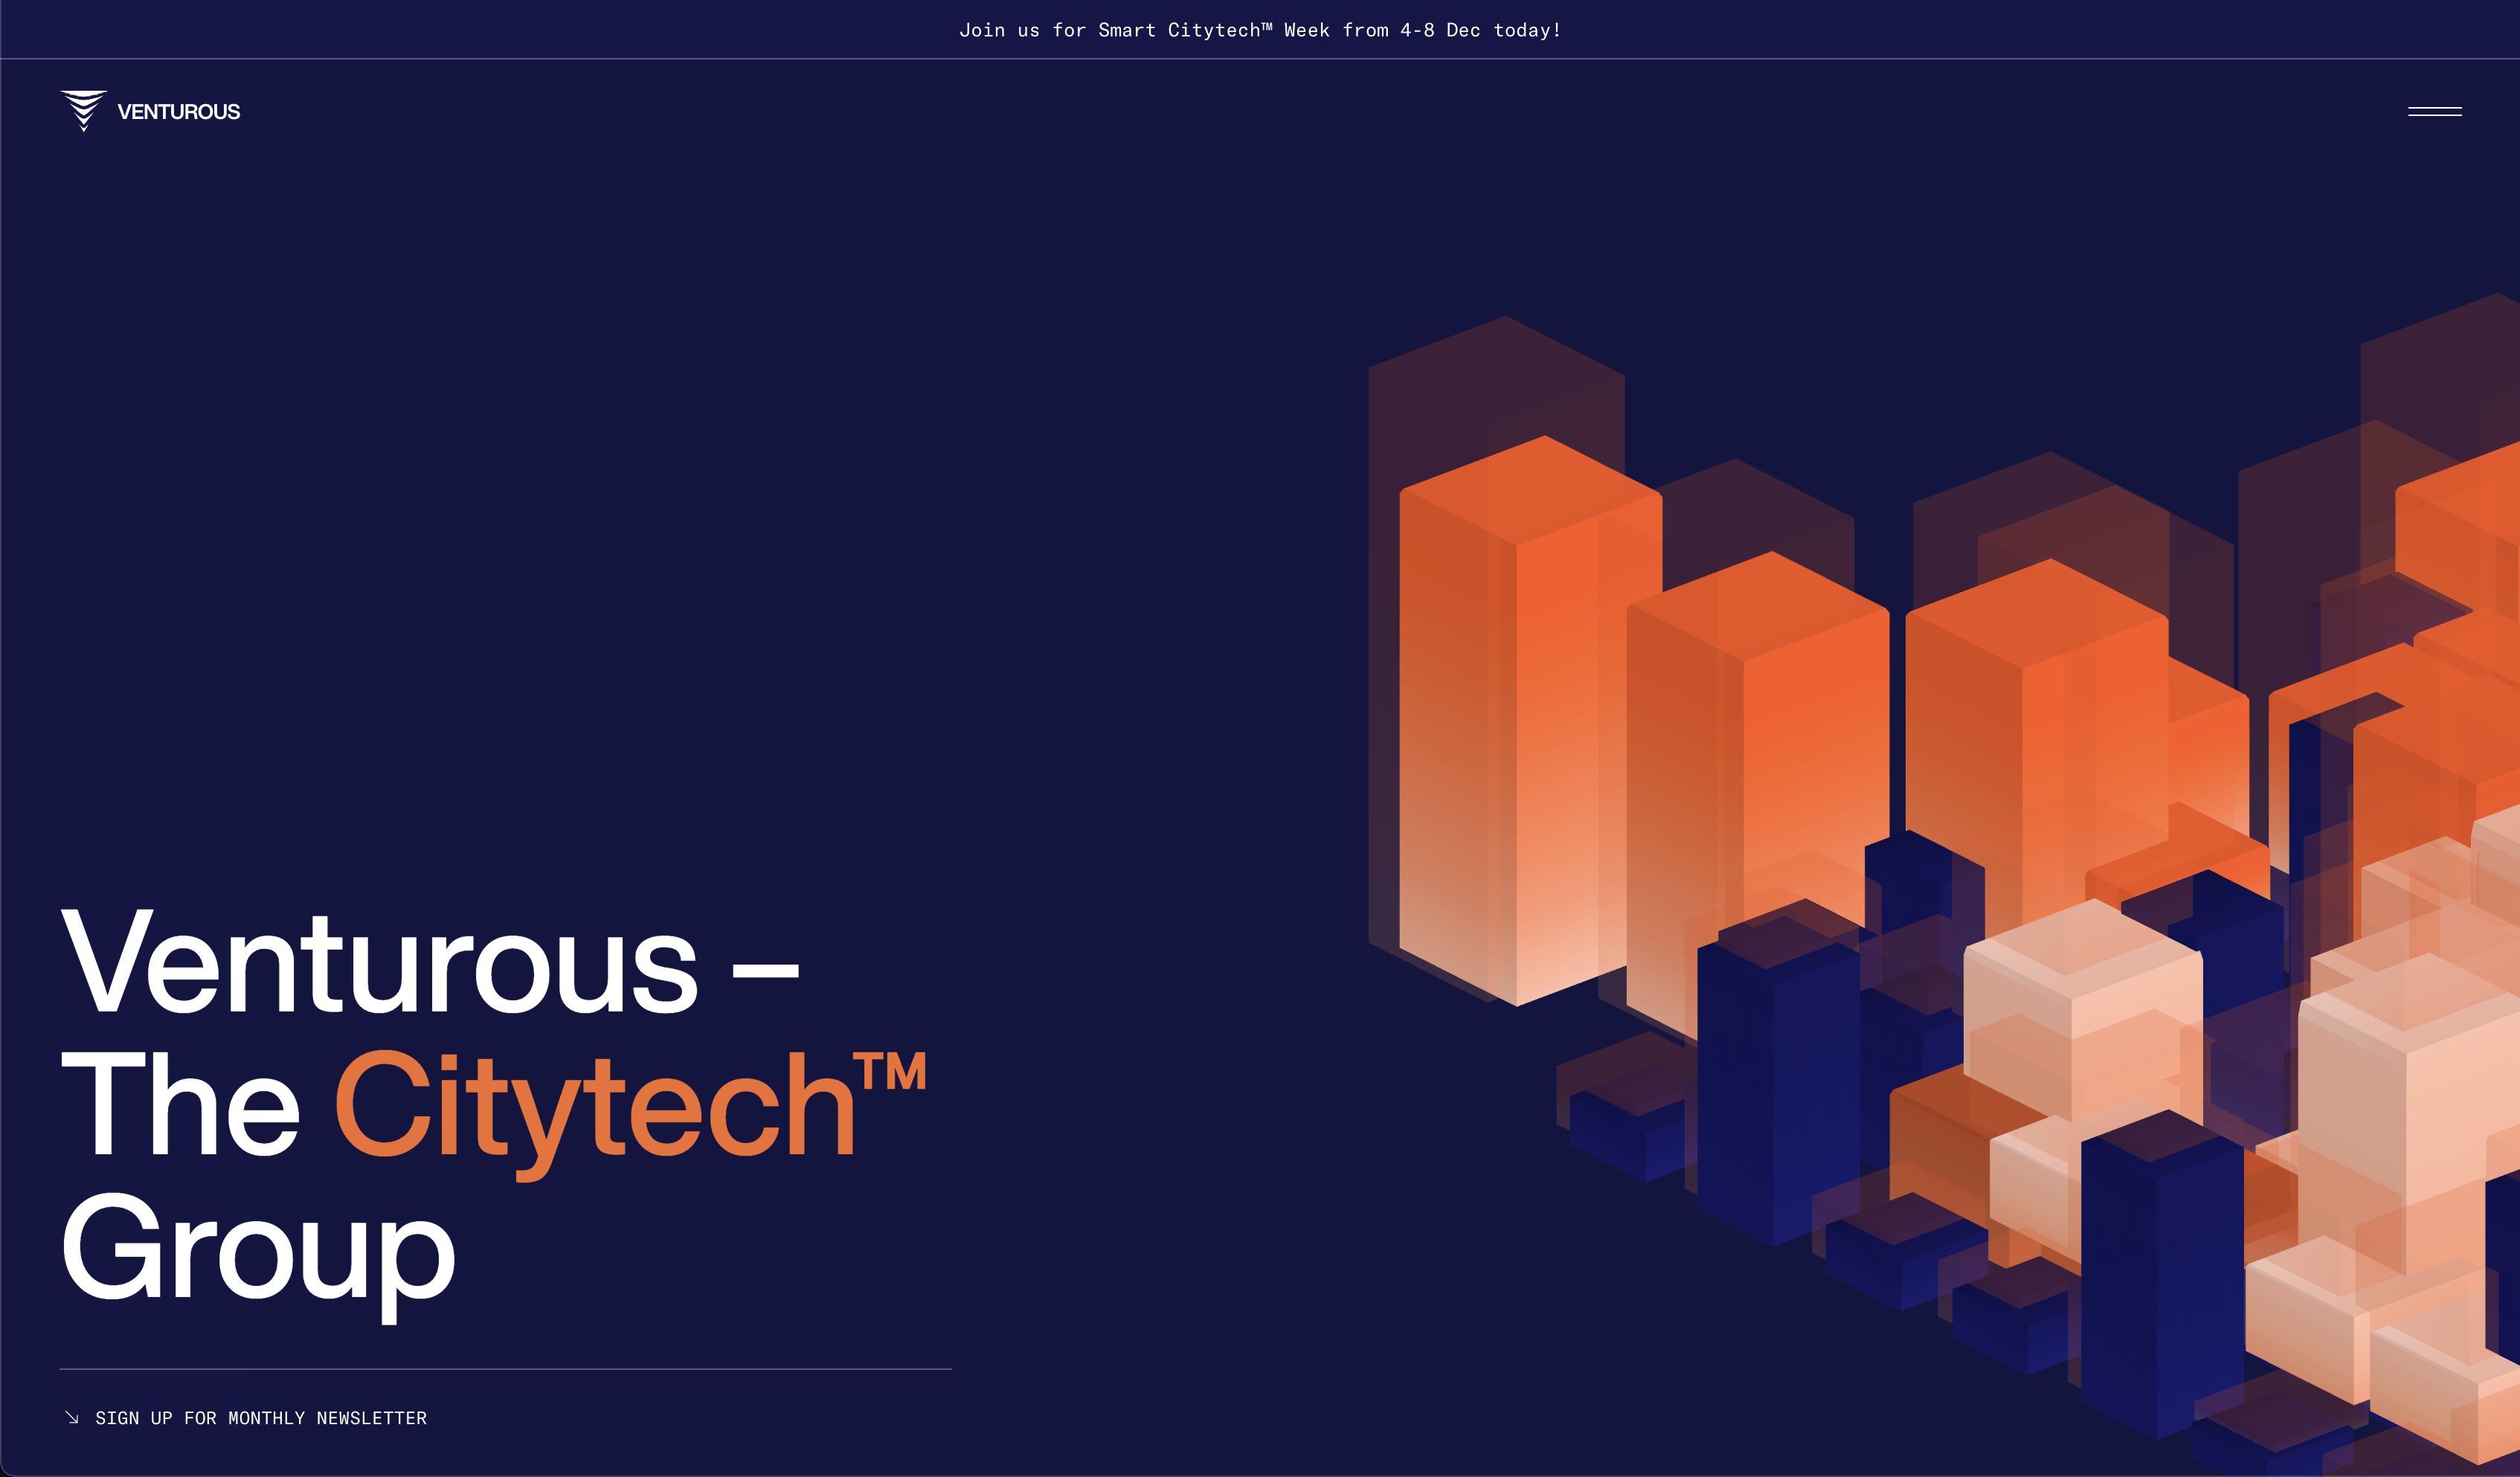 Join us for Smart Citytech™ Week from 4-8 Dec today!
VENTUROUS
Venturous –
The Citytech™
Group
SIGN UP FOR MONTHLY NEWSLETTER